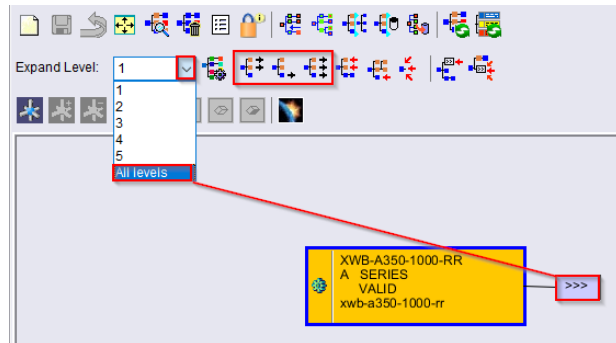 Expand Level: 1
1
2
3
4
5
All levels
XWB-A350-1000-RR
A SERIES
VALID
xwb-a350-1000-rr
>>>